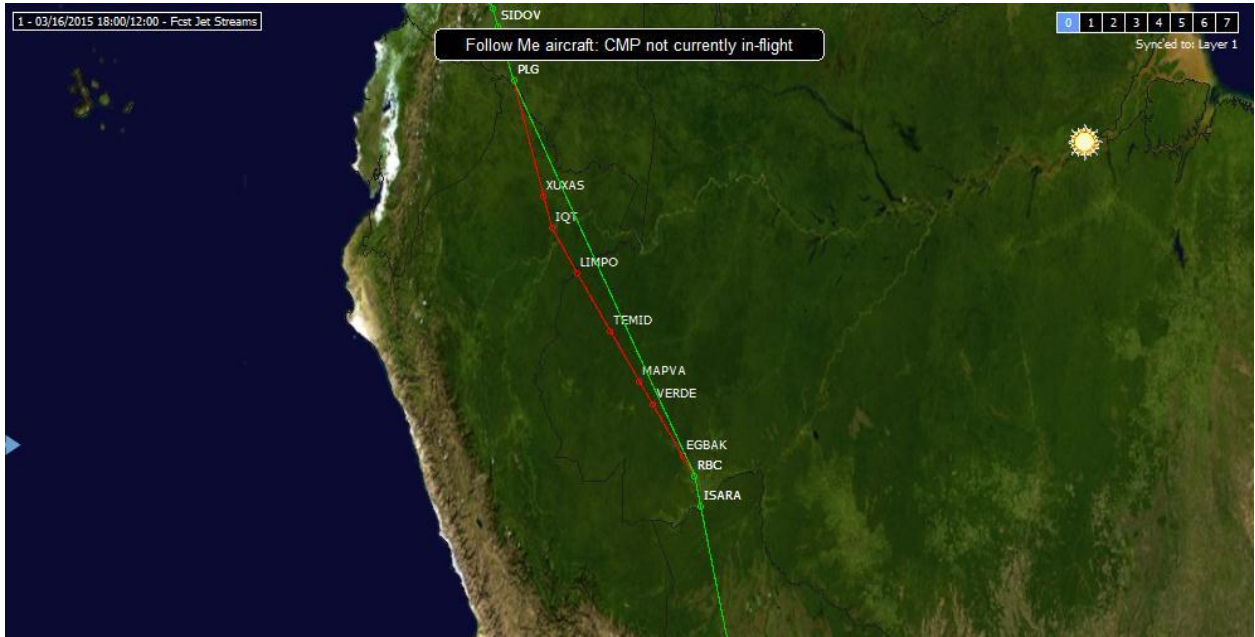 1 - 03/16/2015 18:00/12:00 - Fcst Jet Streams
SIDOV
0 1 2 3 4 5 6 7
Follow Me aircraft: CMP not currently in-flight
Synced to: Layer 1
PLG
XUXAS
IQT
LIMPO
TEMID
MAPVA
VERDE
EGBAK
RBC
ISARA